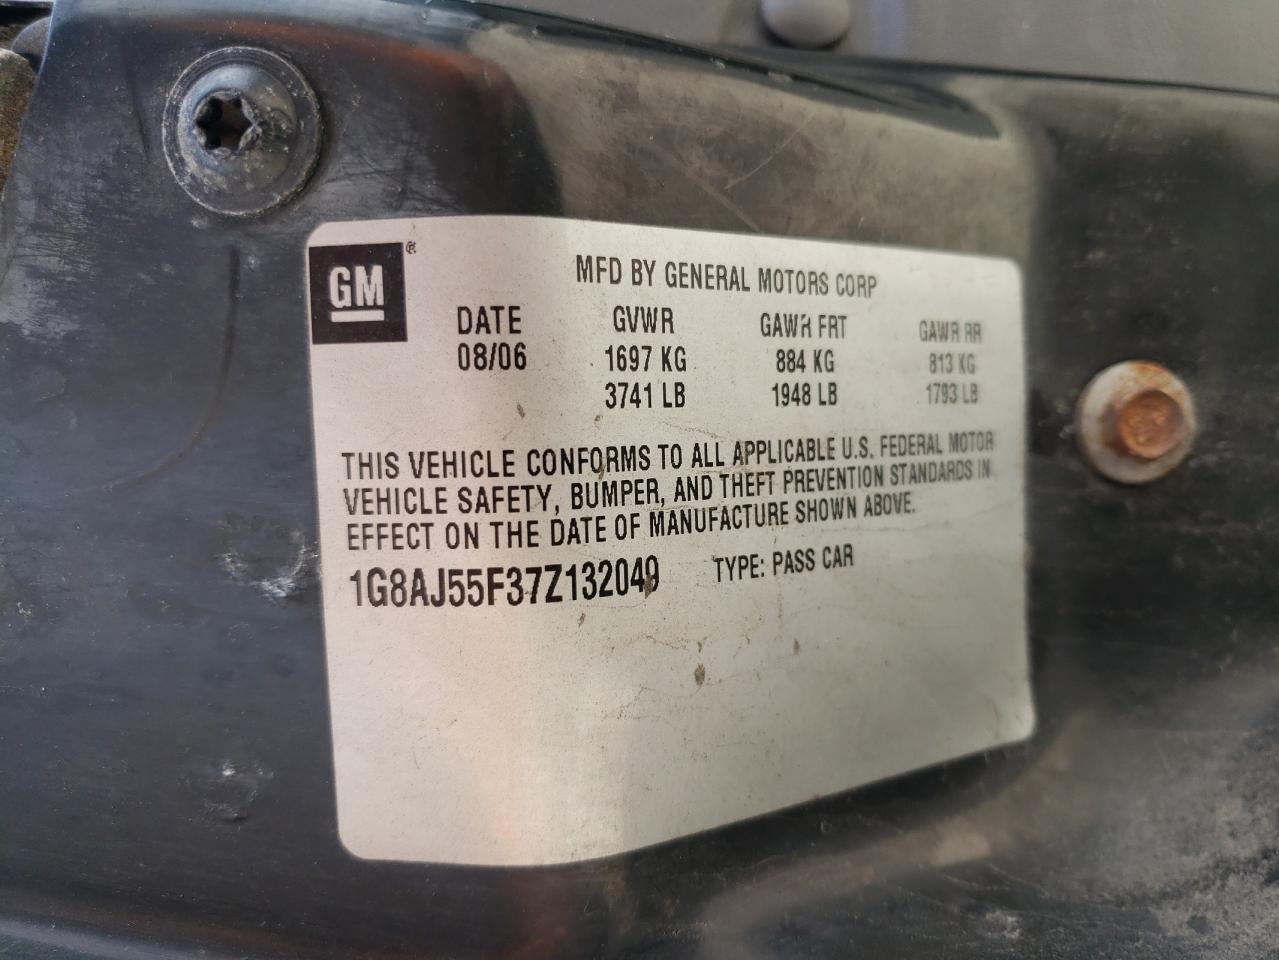 GM®
MFD BY GENERAL MOTORS CORP
DATE GVWR GAWR FRT GAWR RR
08/06 1697 KG 884 KG 813 KG
3741 LB 1948 LB 1793 LB
THIS VEHICLE CONFORMS TO ALL APPLICABLE U.S. FEDERAL MOTOR
VEHICLE SAFETY, BUMPER, AND THEFT PREVENTION STANDARDS IN
EFFECT ON THE DATE OF MANUFACTURE SHOWN ABOVE.
1G8AJ55F37Z132049 TYPE: PASS CAR